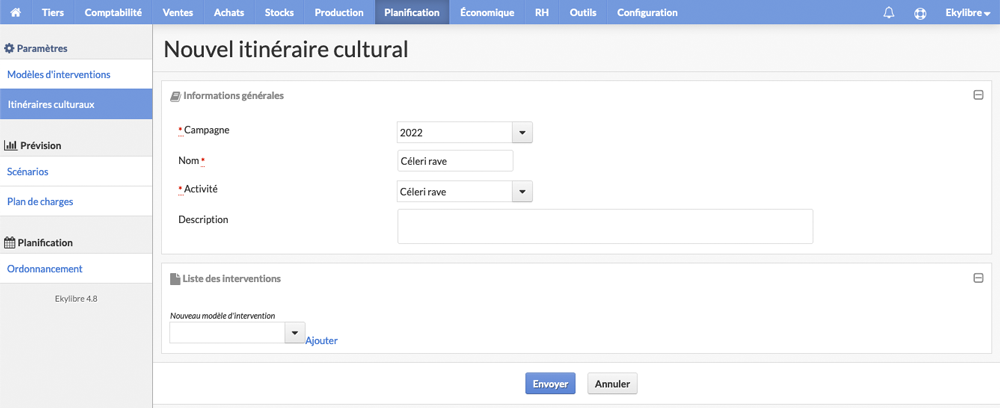 Tiers Comptabilité Ventes Achats Stocks Production Planification Économique RH Outils Configuration Ekylibre
Paramètres
Modèles d'interventions
Itinéraires culturaux
Prévision
Scénarios
Plan de charges
Planification
Ordonnancement
Ekylibre 4.8
Nouvel itinéraire cultural
Informations générales
* Campagne 2022
Nom * Céleri rave
* Activité Céleri rave
Description
Liste des interventions
Nouveau modèle d'intervention
Ajouter
Envoyer Annuler